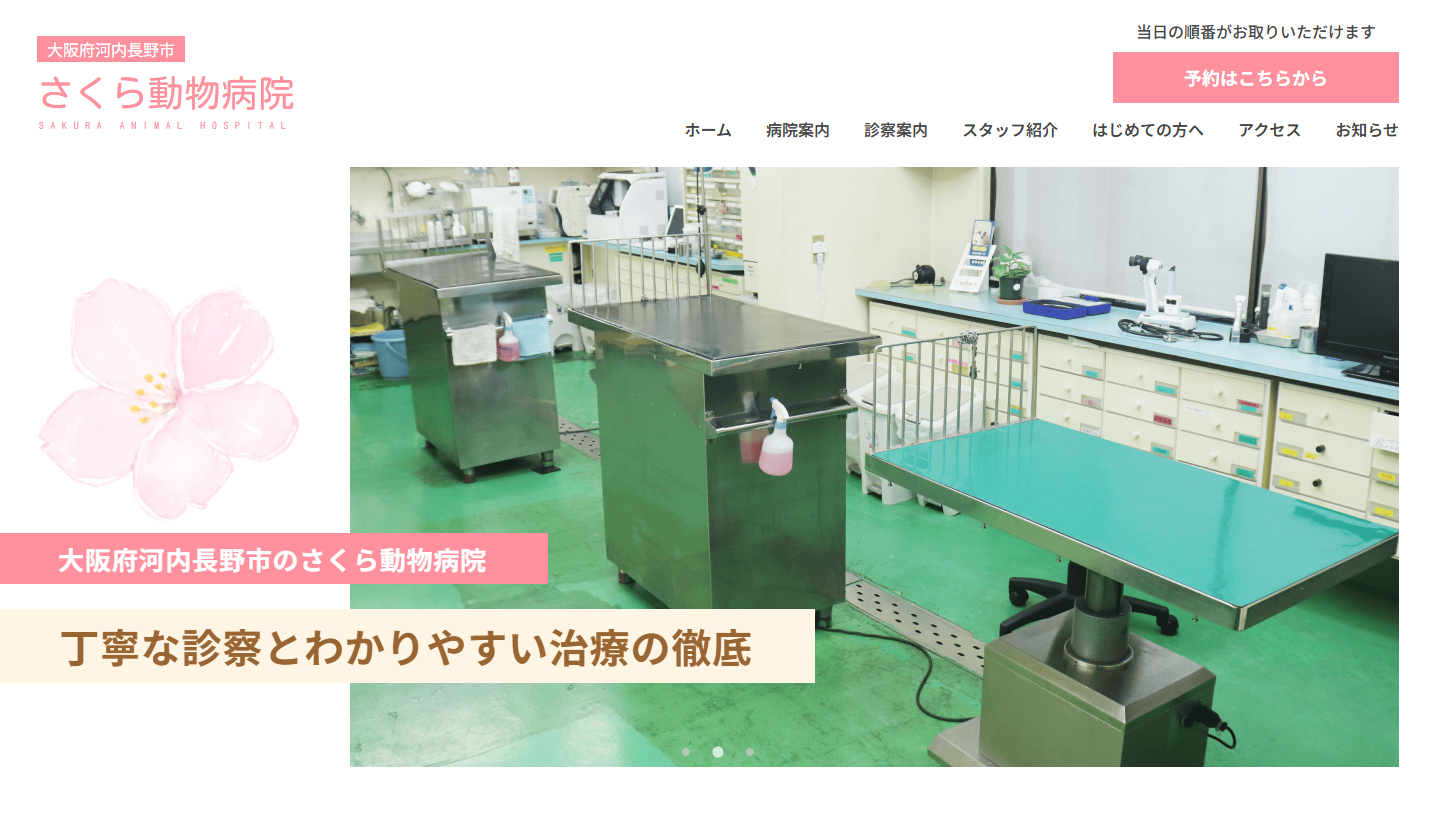 大阪府河内長野市
さくら動物病院
SAKURA ANIMAL HOSPITAL
当日の順番がお取りいただけます
予約はこちらから
ホーム 病院案内 診察案内 スタッフ紹介 はじめての方へ アクセス お知らせ
大阪府河内長野市のさくら動物病院
丁寧な診察とわかりやすい治療の徹底